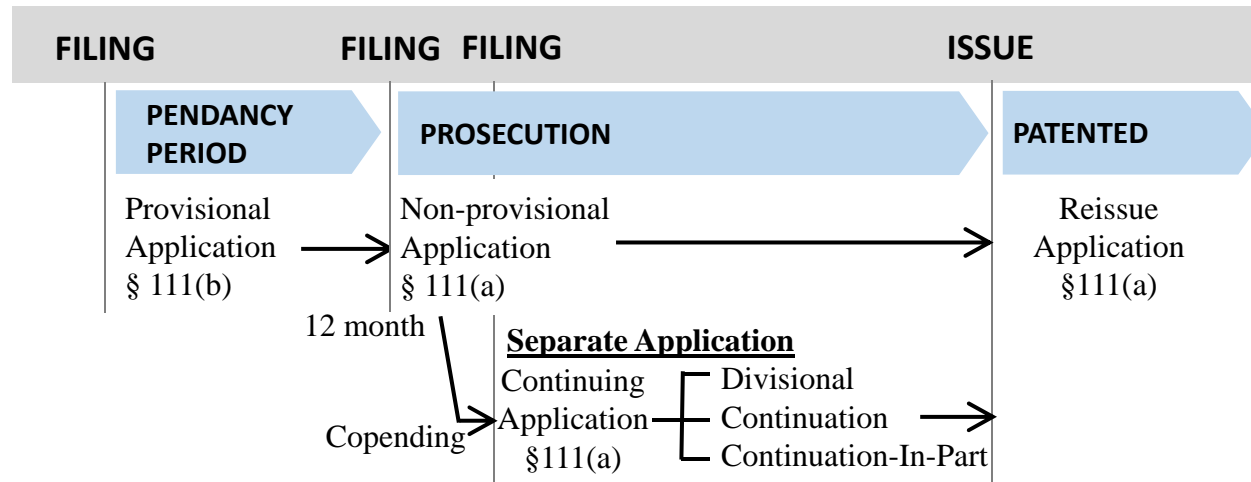 FILING FILING FILING ISSUE
PENDANCY
PERIOD
PROSECUTION
PATENTED
Provisional
Application
§ 111(b)
Non-provisional
Application
§ 111(a)
Reissue
Application
§111(a)
12 month
Separate Application
Copending
Continuing
Application
§111(a)
Divisional
Continuation
Continuation-In-Part